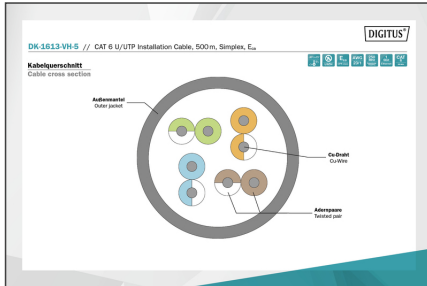 DIGITUS®
DK-1613-VH-5 // CAT 6 U/UTP Installation Cable, 500 m, Simplex, Eca
Kabelquerschnitt
Cable cross section
Außenmantel
Outer jacket
Cu-Draht
Cu-Wire
Adernpaare
Twisted pair